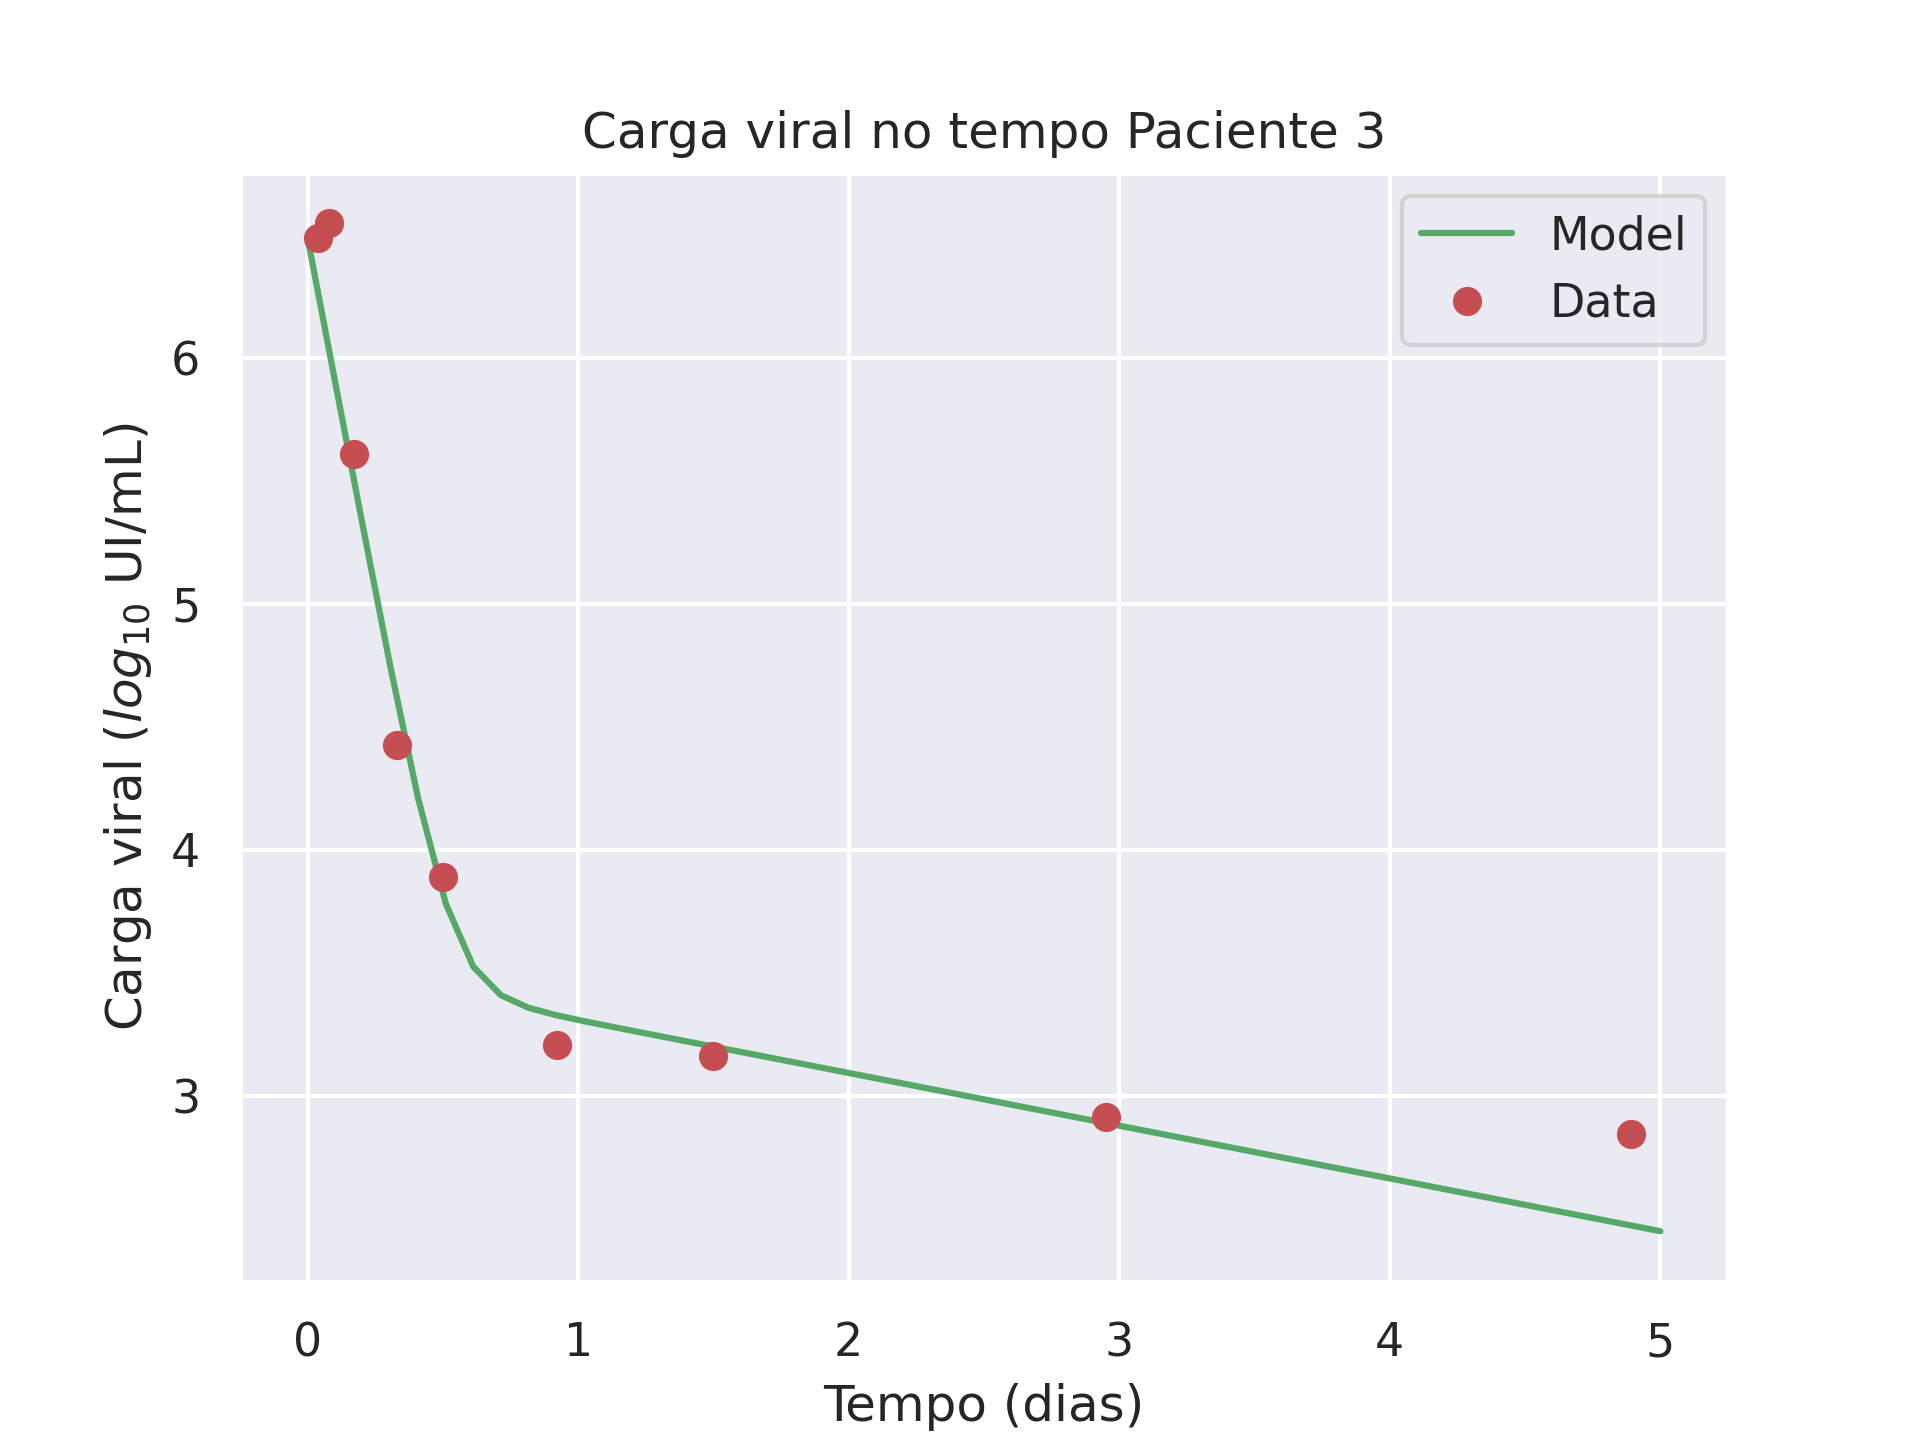 Carga viral no tempo Paciente 3
Model
Data
6
5
4
3
Carga viral (log₁₀ UI/mL)
0 1 2 3 4 5
Tempo (dias)